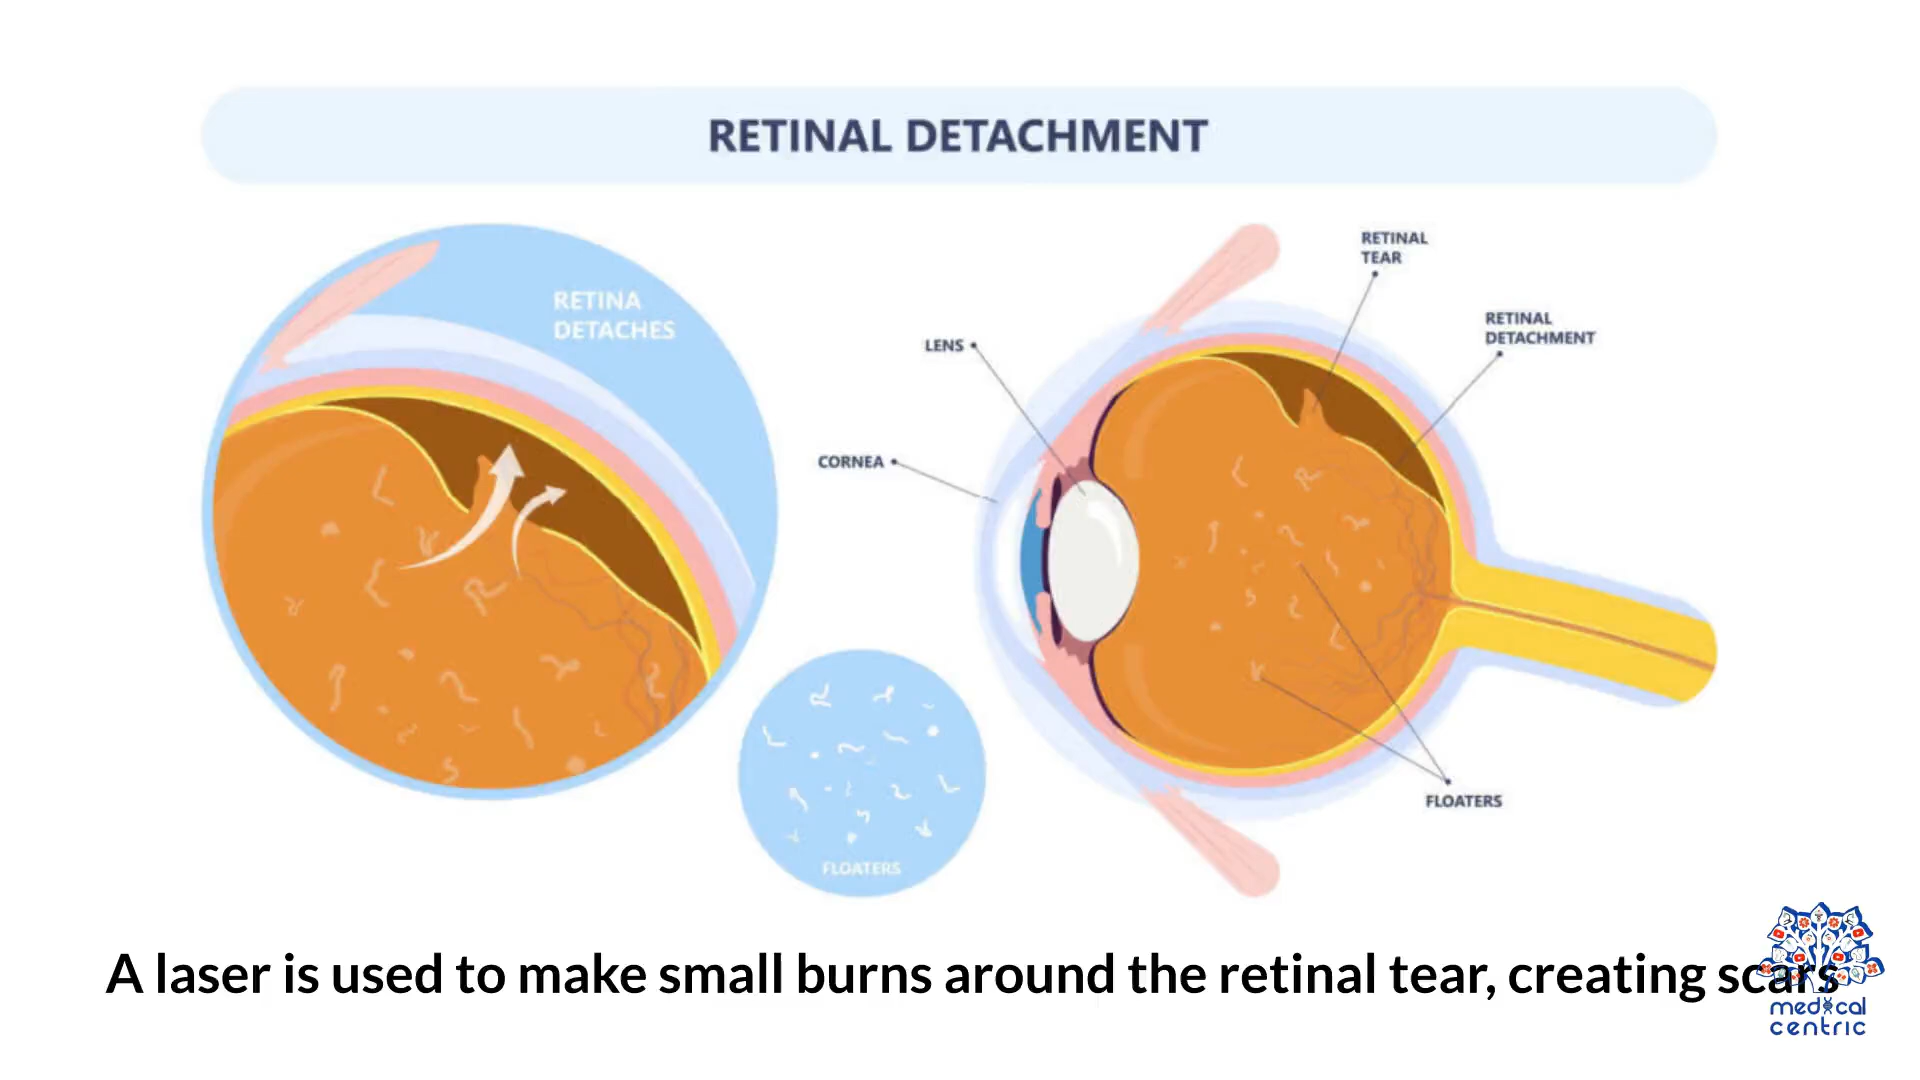 RETINAL DETACHMENT
RETINA
DETACHES
RETINAL
TEAR
RETINAL
DETACHMENT
LENS
CORNEA
FLOATERS
FLOATERS
A laser is used to make small burns around the retinal tear, creating scars
medical
centric